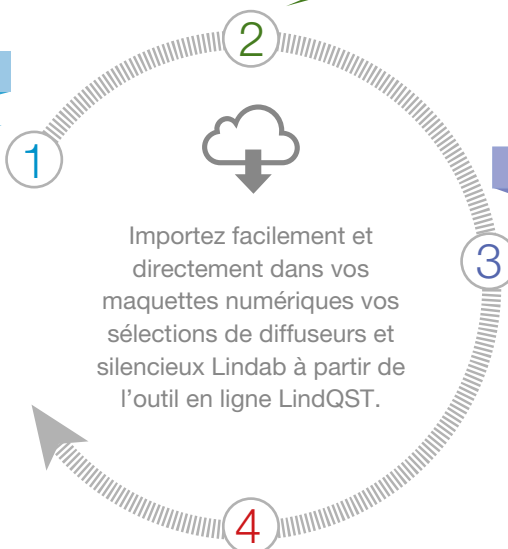 2
1
3
Importez facilement et
directement dans vos
maquettes numériques vos
sélections de diffuseurs et
silencieux Lindab à partir de
l’outil en ligne LindQST.
4